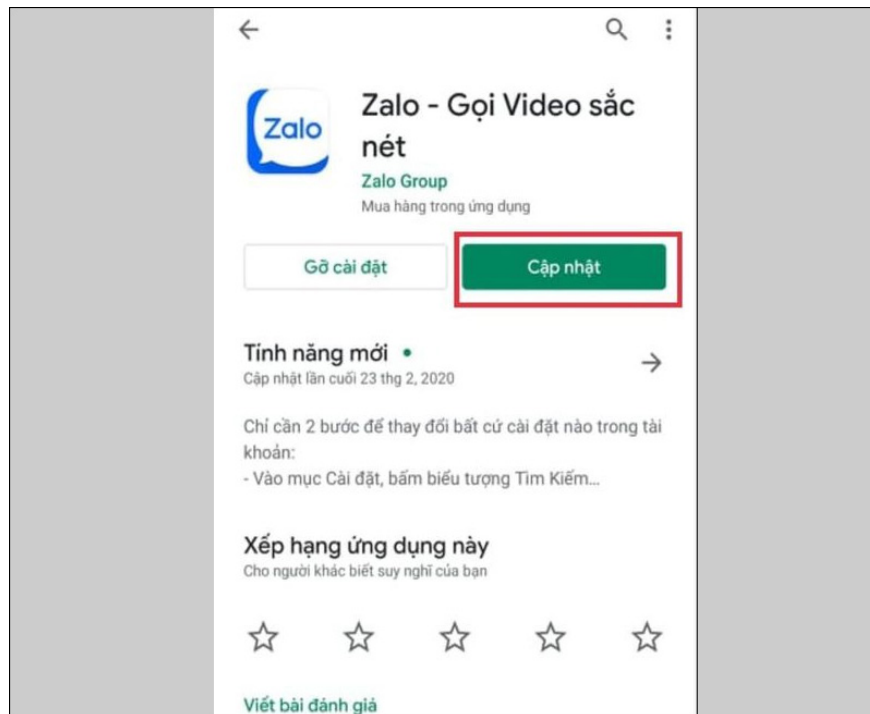 Zalo
Zalo - Gọi Video sắc
nét
Zalo Group
Mua hàng trong ứng dụng
Gỡ cài đặt
Cập nhật
Tính năng mới
Cập nhật lần cuối 23 thg 2, 2020
Chỉ cần 2 bước để thay đổi bất cứ cài đặt nào trong tài
khoản:
- Vào mục Cài đặt, bấm biểu tượng Tìm Kiếm...
Xếp hạng ứng dụng này
Cho người khác biết suy nghĩ của bạn
Viết bài đánh giá